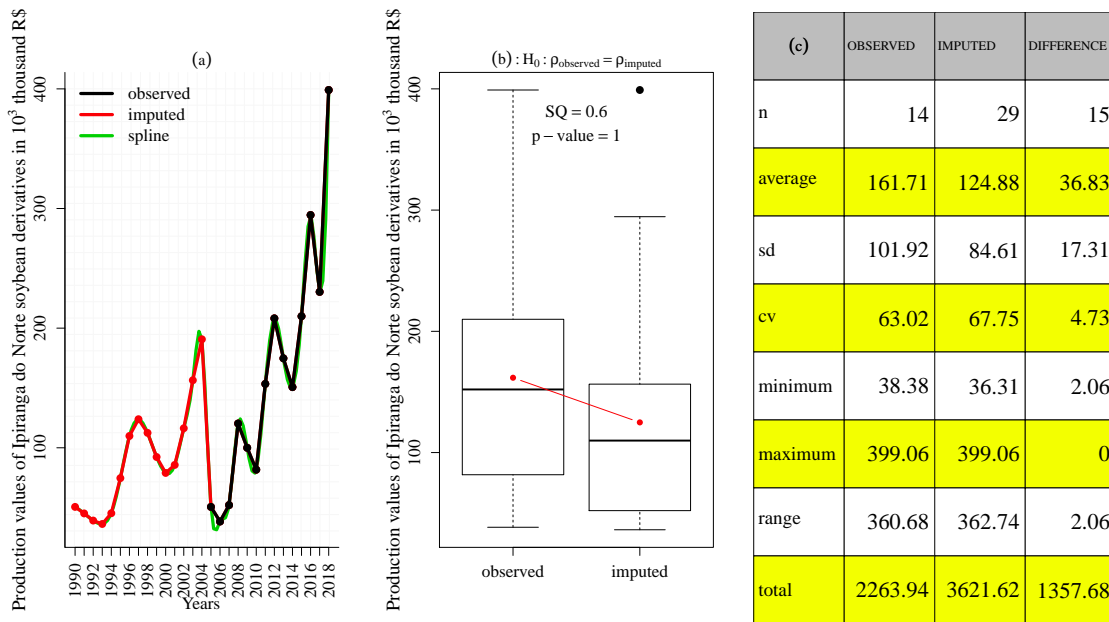 Production values of Ipiranga do Norte soybean derivatives in 10³ thousand R$
(a)
observed
imputed
spline
400
300
200
100
1990
1992
1994
1996
1998
2000
2002
2004
2006
2008
2010
2012
2014
2016
2018
Years
Production values of Ipiranga do Norte soybean derivatives in 10³ thousand R$
(b) : H₀ : ρobserved = ρimputed
SQ = 0.6
p − value = 1
400
300
200
100
observed imputed
(c) OBSERVED IMPUTED DIFFERENCE
n 14 29 15
average 161.71 124.88 36.83
sd 101.92 84.61 17.31
cv 63.02 67.75 4.73
minimum 38.38 36.31 2.06
maximum 399.06 399.06 0
range 360.68 362.74 2.06
total 2263.94 3621.62 1357.68